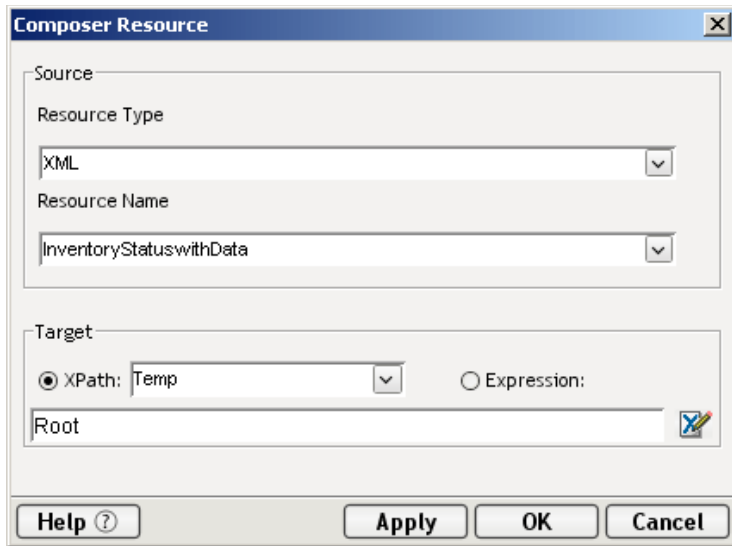 Composer Resource
Source
Resource Type
XML
Resource Name
InventoryStatuswithData
Target
XPath: Temp Expression:
Root
Help ? Apply OK Cancel